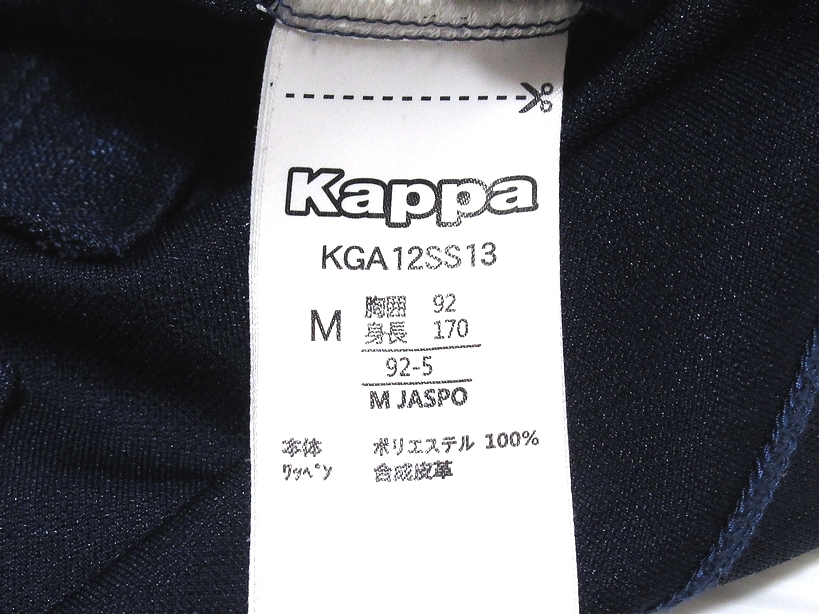 Kappa
KGA12SS13
M 胸囲 92
身長 170
92-5
M JASPO
本体 ポリエステル 100%
ワッペン 合成皮革